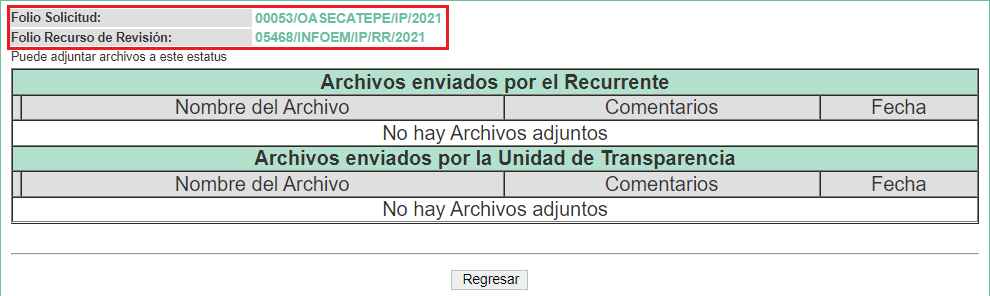 Folio Solicitud: 00053/OASECATEPE/IP/2021
Folio Recurso de Revisión: 05468/INFOEM/IP/RR/2021
Puede adjuntar archivos a este estatus
Archivos enviados por el Recurrente
Nombre del Archivo Comentarios Fecha
No hay Archivos adjuntos
Archivos enviados por la Unidad de Transparencia
Nombre del Archivo Comentarios Fecha
No hay Archivos adjuntos
Regresar